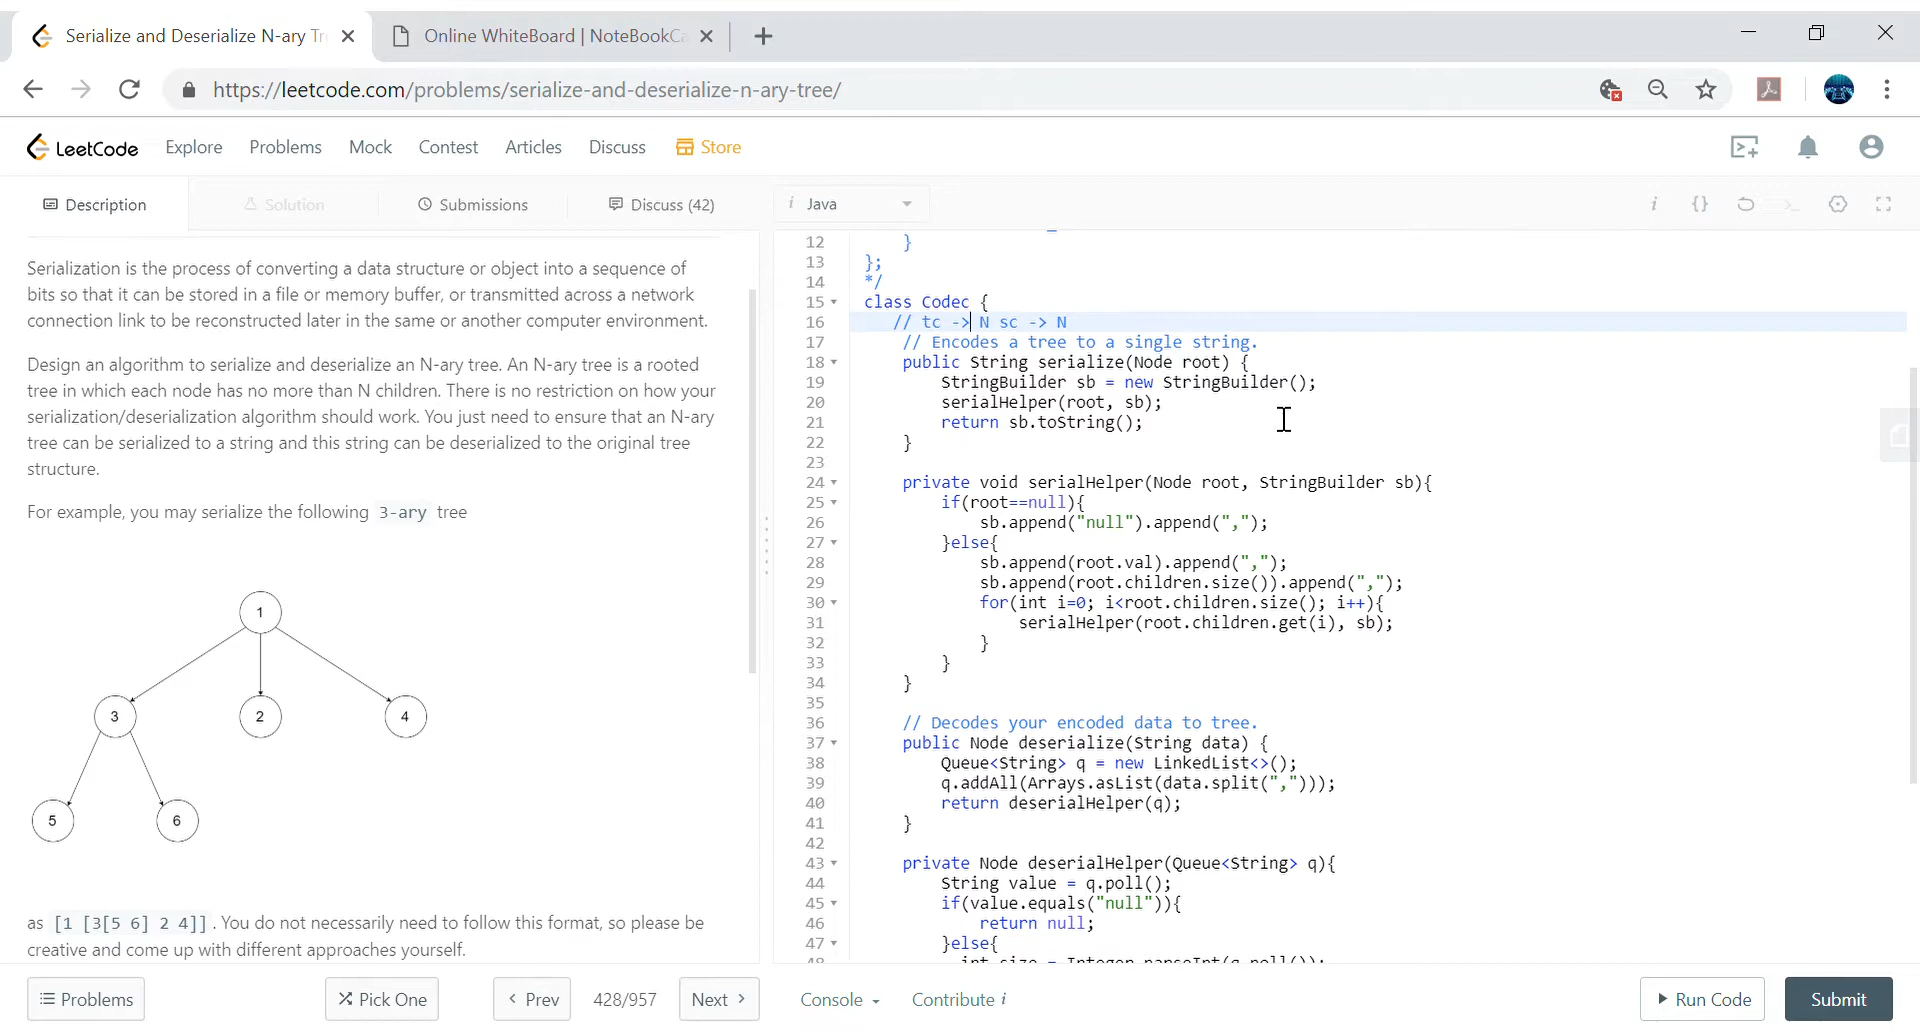 Serialize and Deserialize N-ary Tr
Online WhiteBoard | NoteBookCa
https://leetcode.com/problems/serialize-and-deserialize-n-ary-tree/
LeetCode Explore Problems Mock Contest Articles Discuss Store
Description Solution Submissions Discuss (42)
Serialization is the process of converting a data structure or object into a sequence of
bits so that it can be stored in a file or memory buffer, or transmitted across a network
connection link to be reconstructed later in the same or another computer environment.
Design an algorithm to serialize and deserialize an N-ary tree. An N-ary tree is a rooted
tree in which each node has no more than N children. There is no restriction on how your
serialization/deserialization algorithm should work. You just need to ensure that an N-ary
tree can be serialized to a string and this string can be deserialized to the original tree
structure.
For example, you may serialize the following 3-ary tree
1
3 2 4
5 6
as [1 [3[5 6] 2 4]]. You do not necessarily need to follow this format, so please be
creative and come up with different approaches yourself.
i Java
i {}
12 }
13 };
14 */
15 class Codec {
16 // tc -> N sc -> N
17 // Encodes a tree to a single string.
18 public String serialize(Node root) {
19 StringBuilder sb = new StringBuilder();
20 serialHelper(root, sb);
21 return sb.toString();
22 }
23
24 private void serialHelper(Node root, StringBuilder sb){
25 if(root==null){
26 sb.append("null").append(",");
27 }else{
28 sb.append(root.val).append(",");
29 sb.append(root.children.size()).append(",");
30 for(int i=0; i<root.children.size(); i++){
31 serialHelper(root.children.get(i), sb);
32 }
33 }
34 }
35
36 // Decodes your encoded data to tree.
37 public Node deserialize(String data) {
38 Queue<String> q = new LinkedList<>();
39 q.addAll(Arrays.asList(data.split(",")));
40 return deserialHelper(q);
41 }
42
43 private Node deserialHelper(Queue<String> q){
44 String value = q.poll();
45 if(value.equals("null")){
46 return null;
47 }else{
48 int size = Integer.parseInt(q.poll());
Problems Pick One Prev 428/957 Next Console Contribute i Run Code Submit